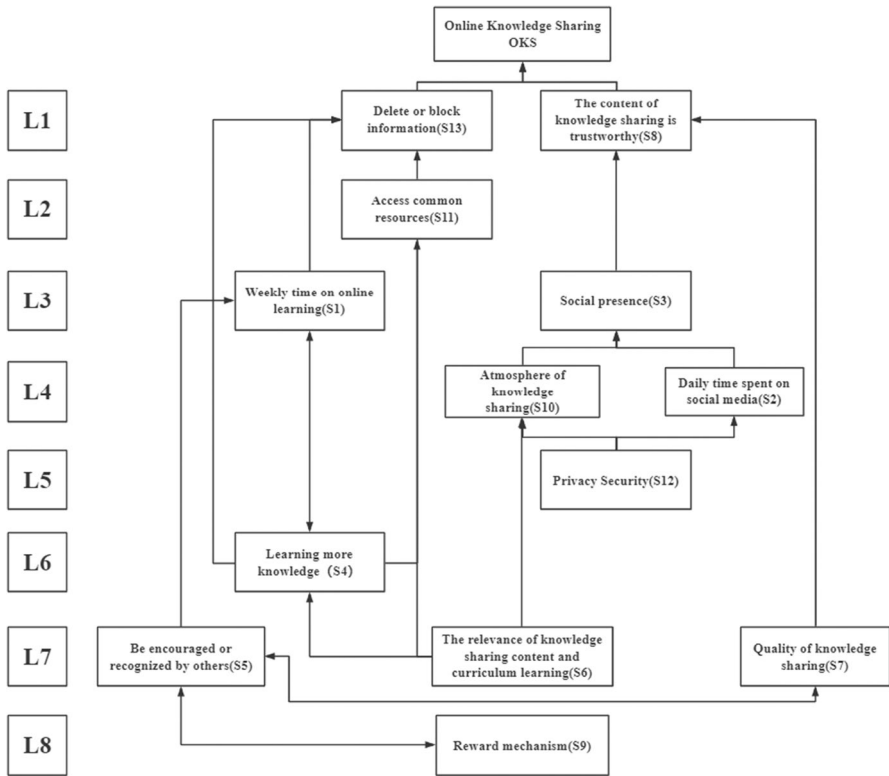 Online Knowledge Sharing
OKS
L1
Delete or block
information(S13)
The content of
knowledge sharing is
trustworthy(S8)
L2
Access common
resources(S11)
L3
Weekly time on online
learning(S1)
Social presence(S3)
L4
Atmosphere of
knowledge
sharing(S10)
Daily time spent on
social media(S2)
L5
Privacy Security(S12)
L6
Learning more
knowledge（S4）
L7
Be encouraged or
recognized by others(S5)
The relevance of knowledge
sharing content and
curriculum learning(S6)
Quality of knowledge
sharing(S7)
L8
Reward mechanism(S9)